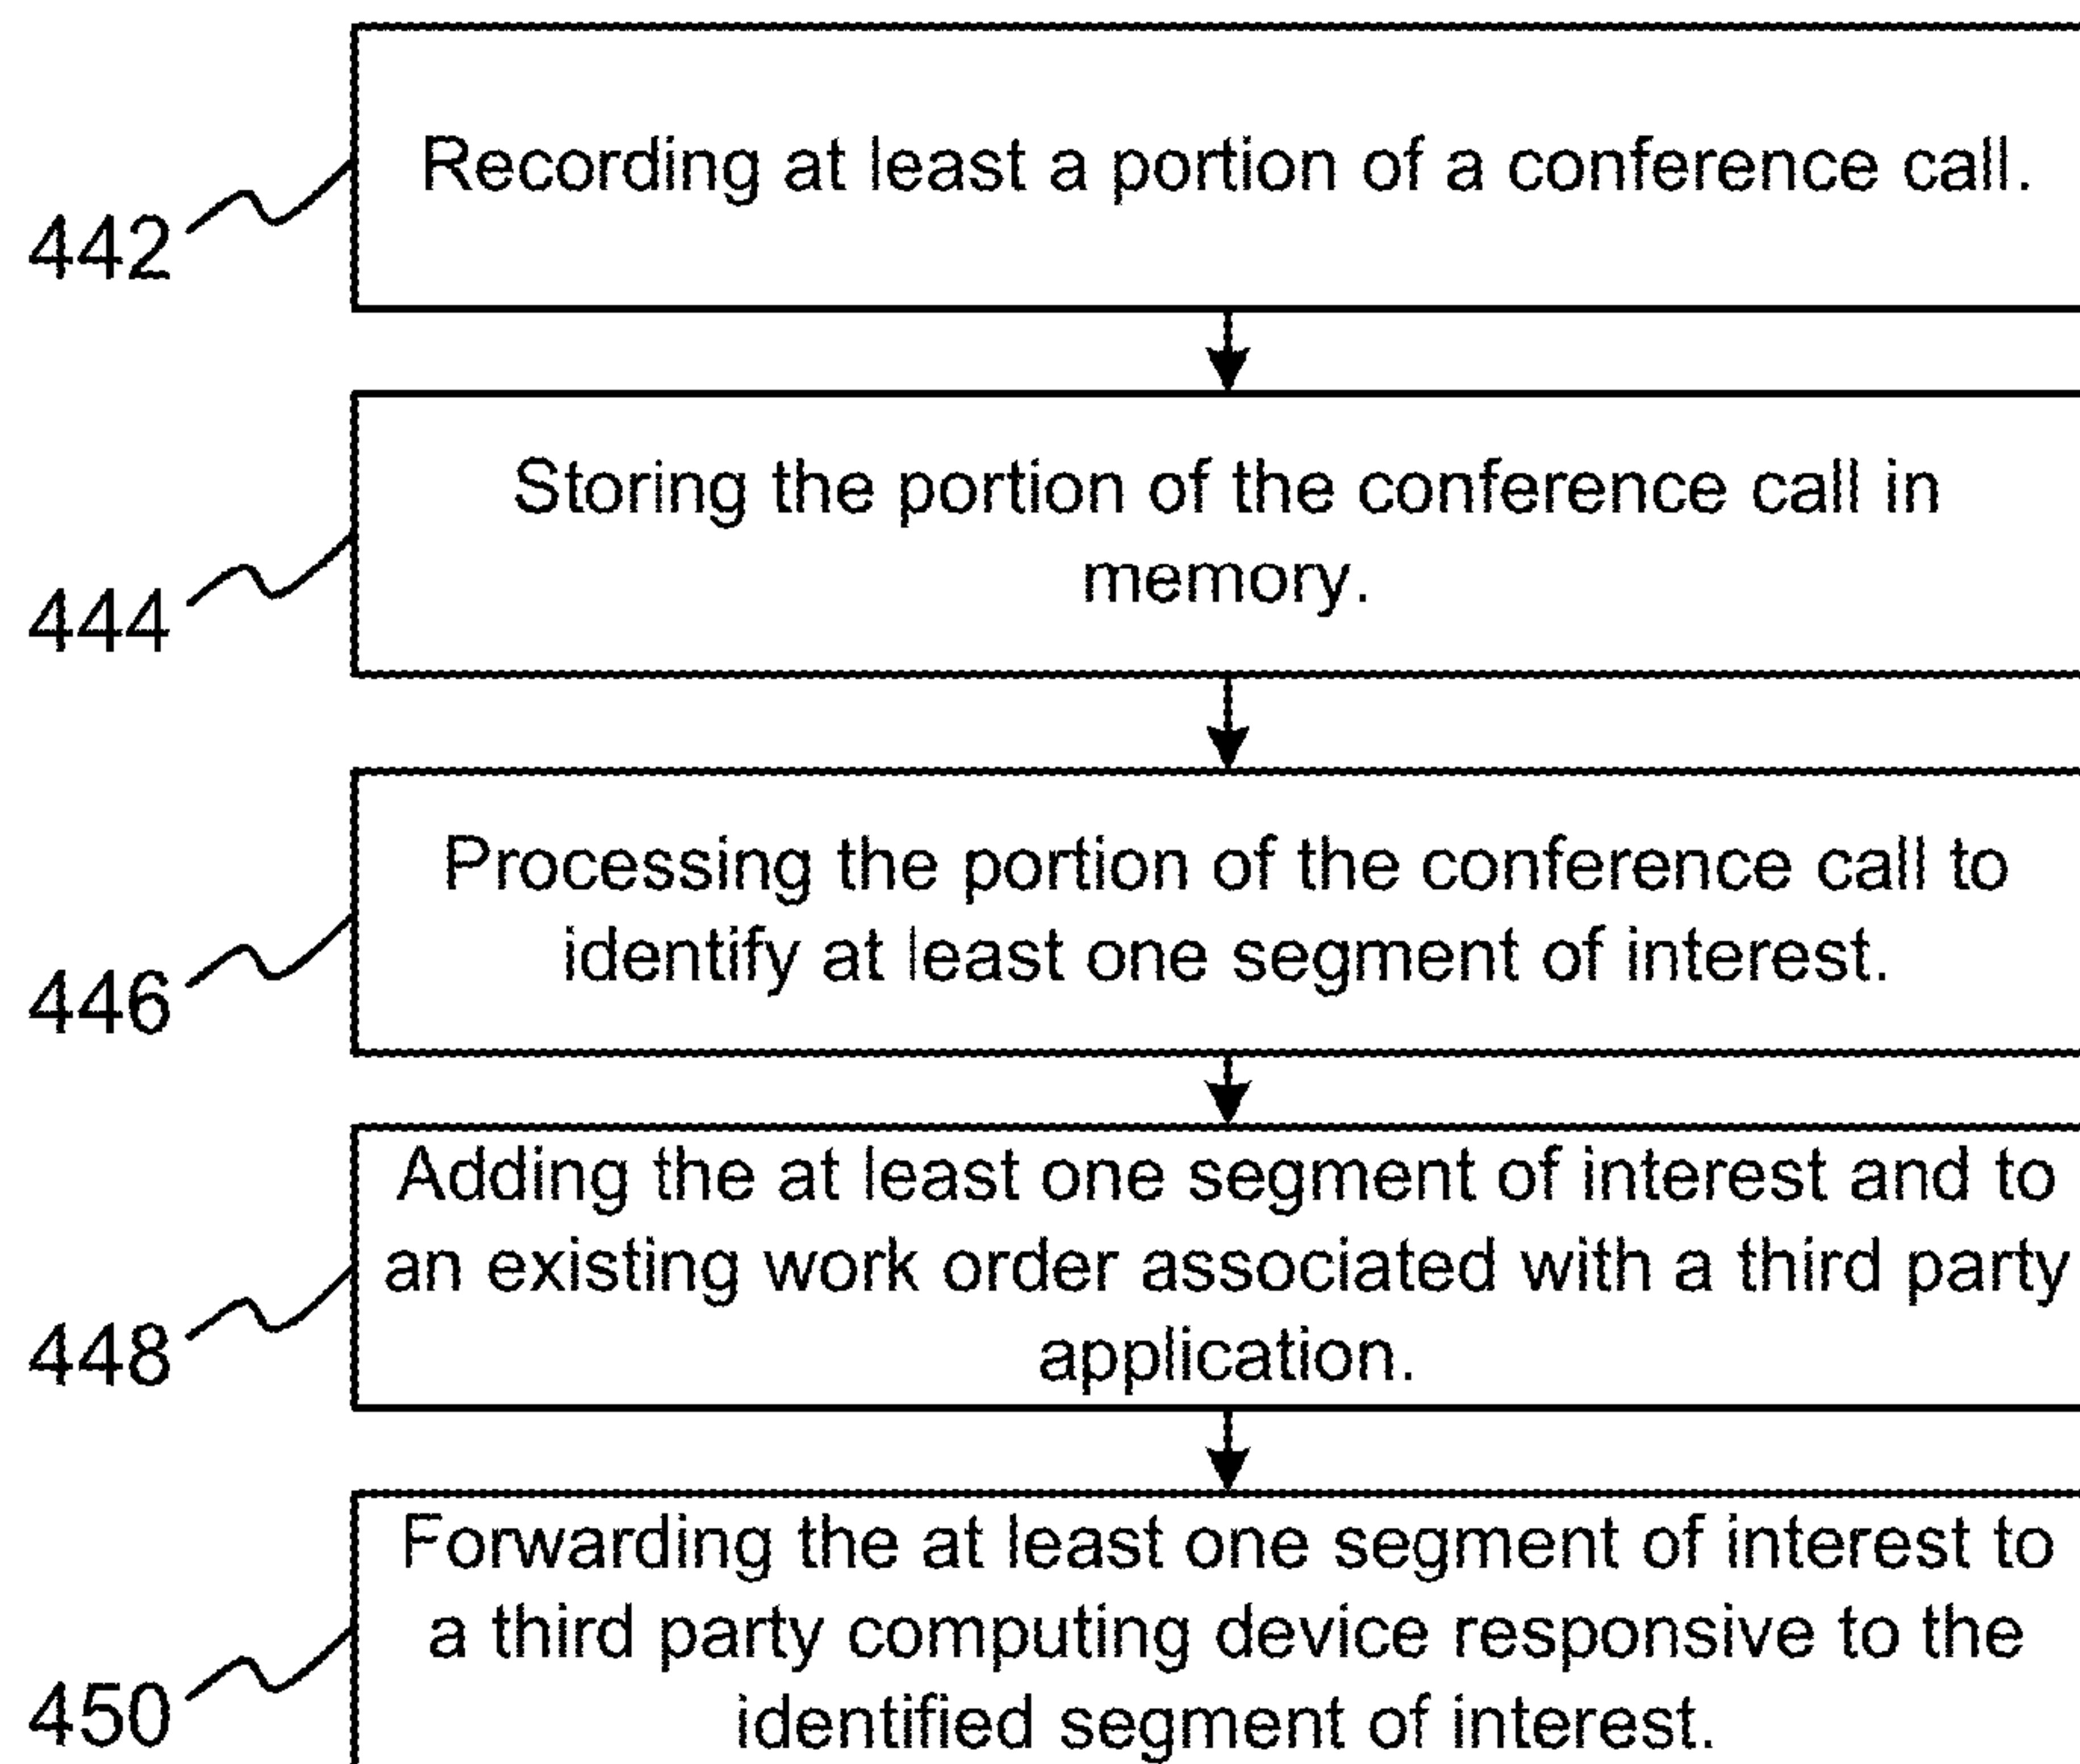 Recording at least a portion of a conference call.
442
Storing the portion of the conference call in
memory.
444
Processing the portion of the conference call to
identify at least one segment of interest.
446
Adding the at least one segment of interest and to
an existing work order associated with a third party
application.
448
Forwarding the at least one segment of interest to
a third party computing device responsive to the
identified segment of interest.
450